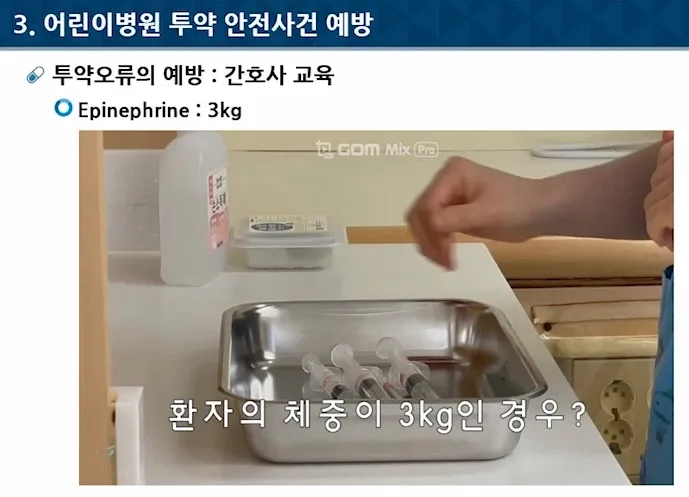 3. 어린이병원 투약 안전사건 예방
투약오류의 예방 : 간호사 교육
Epinephrine : 3kg
GOM Mix Pro
환자의 체중이 3kg인 경우?